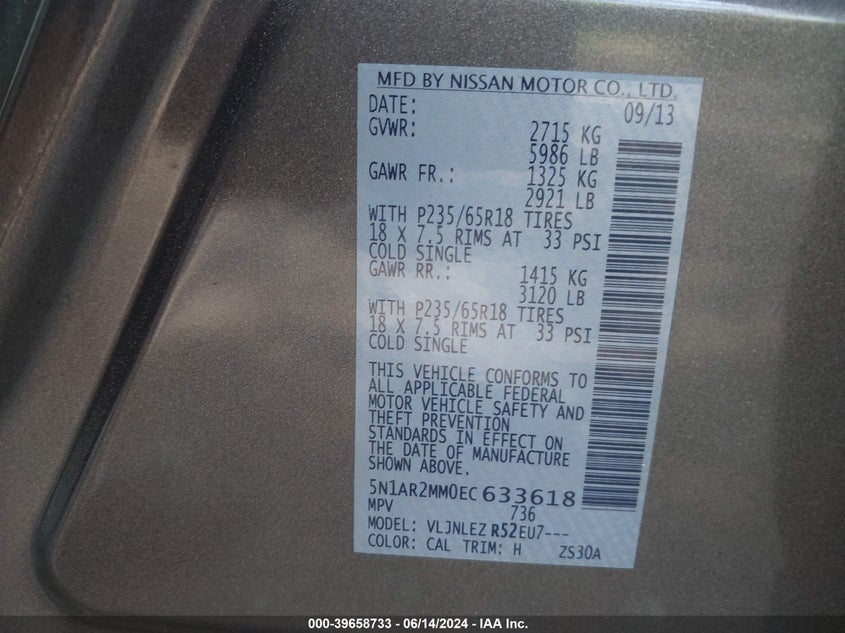 MFD BY NISSAN MOTOR CO., LTD.
DATE: 09/13
GVWR: 2715 KG
5986 LB
GAWR FR.: 1325 KG
2921 LB
WITH P235/65R18 TIRES
18 X 7.5 RIMS AT 33 PSI
COLD SINGLE
GAWR RR.: 1415 KG
3120 LB
WITH P235/65R18 TIRES
18 X 7.5 RIMS AT 33 PSI
COLD SINGLE
THIS VEHICLE CONFORMS TO
ALL APPLICABLE FEDERAL
MOTOR VEHICLE SAFETY AND
THEFT PREVENTION
STANDARDS IN EFFECT ON
THE DATE OF MANUFACTURE
SHOWN ABOVE.
5N1AR2MM0EC633618
MPV 736
MODEL: VLJNLEZ R52EU7---
COLOR: CAL TRIM: H ZS30A
000-39658733 - 06/14/2024 - IAA Inc.